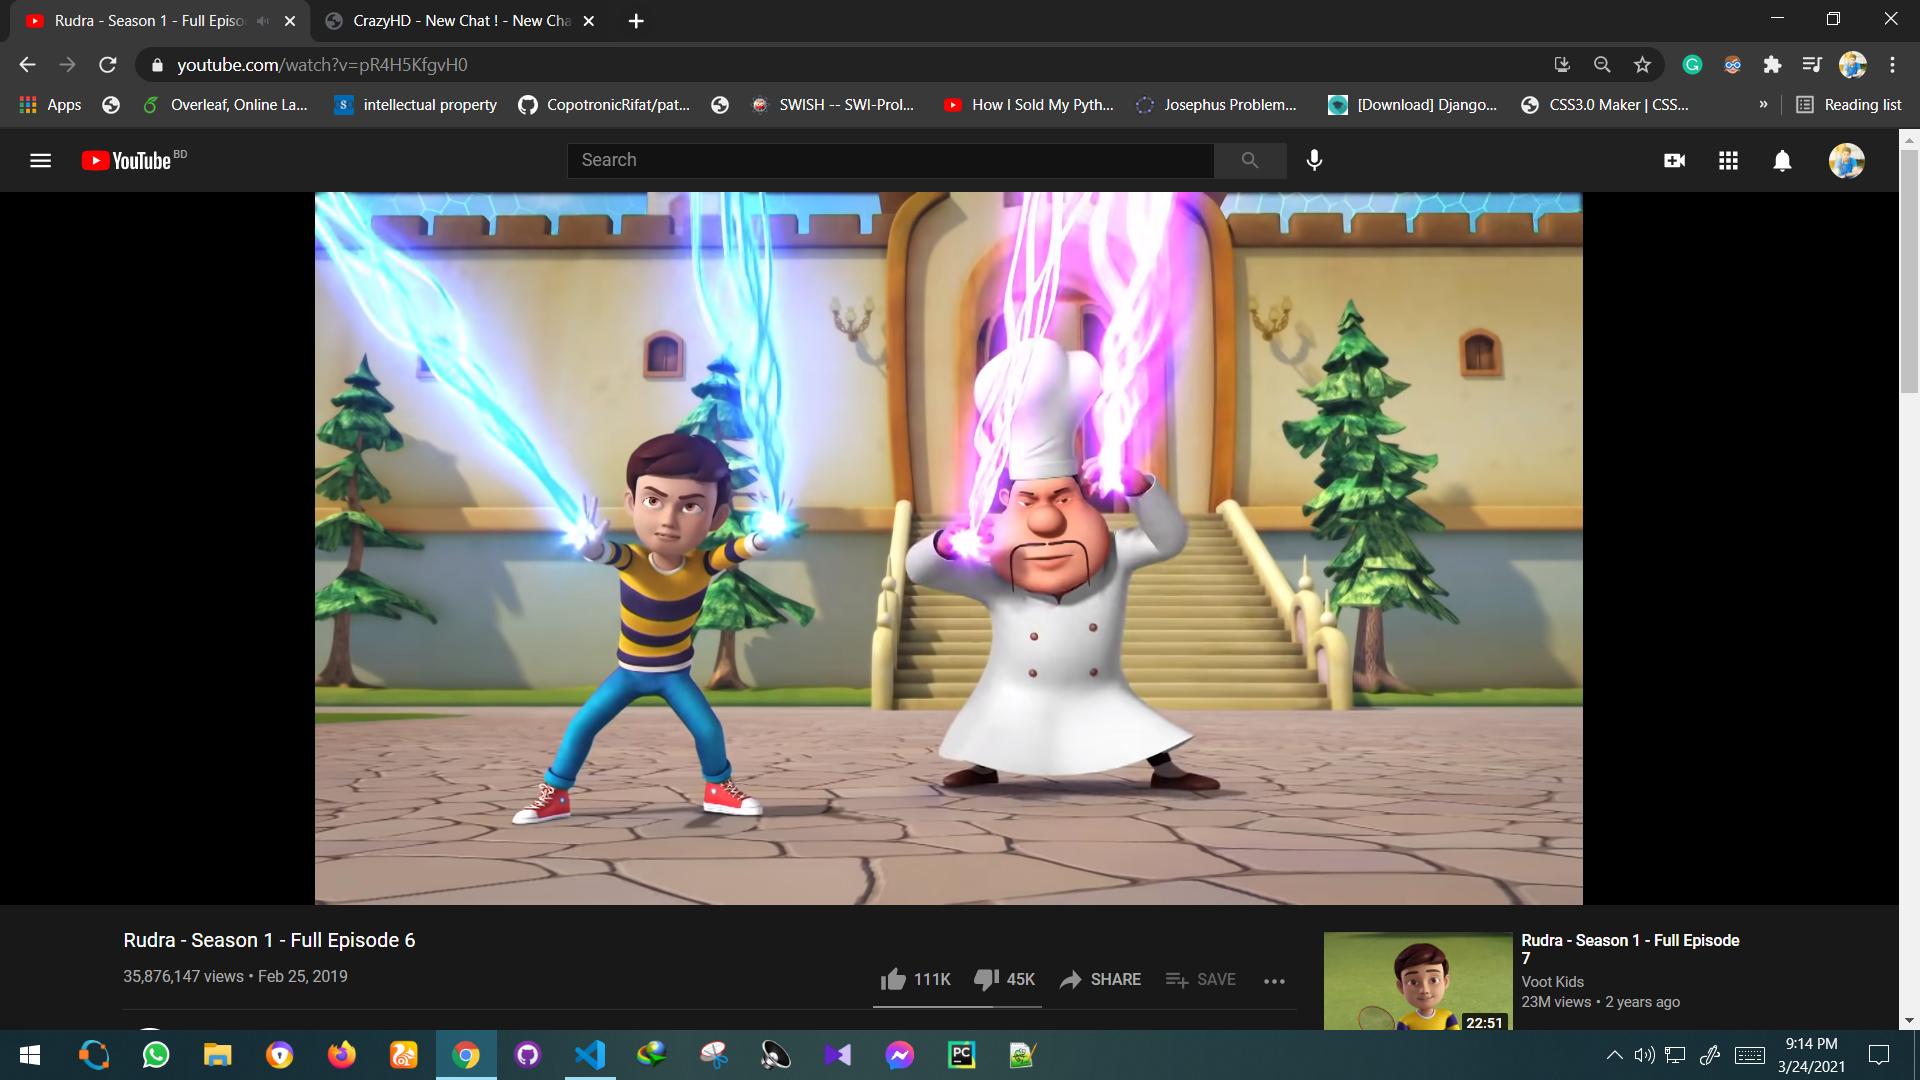 Rudra - Season 1 - Full Episo
CrazyHD - New Chat ! - New Cha
youtube.com/watch?v=pR4H5KfgvH0
Apps
Overleaf, Online La...
intellectual property
CopotronicRifat/pat...
SWISH -- SWI-Prol...
How I Sold My Pyth...
Josephus Problem...
[Download] Django...
CSS3.0 Maker | CSS...
» Reading list
YouTube BD
Search
Rudra - Season 1 - Full Episode 6
35,876,147 views • Feb 25, 2019
111K
45K
SHARE
SAVE
22:51
Rudra - Season 1 - Full Episode
7
Voot Kids
23M views • 2 years ago
PC
9:14 PM
3/24/2021